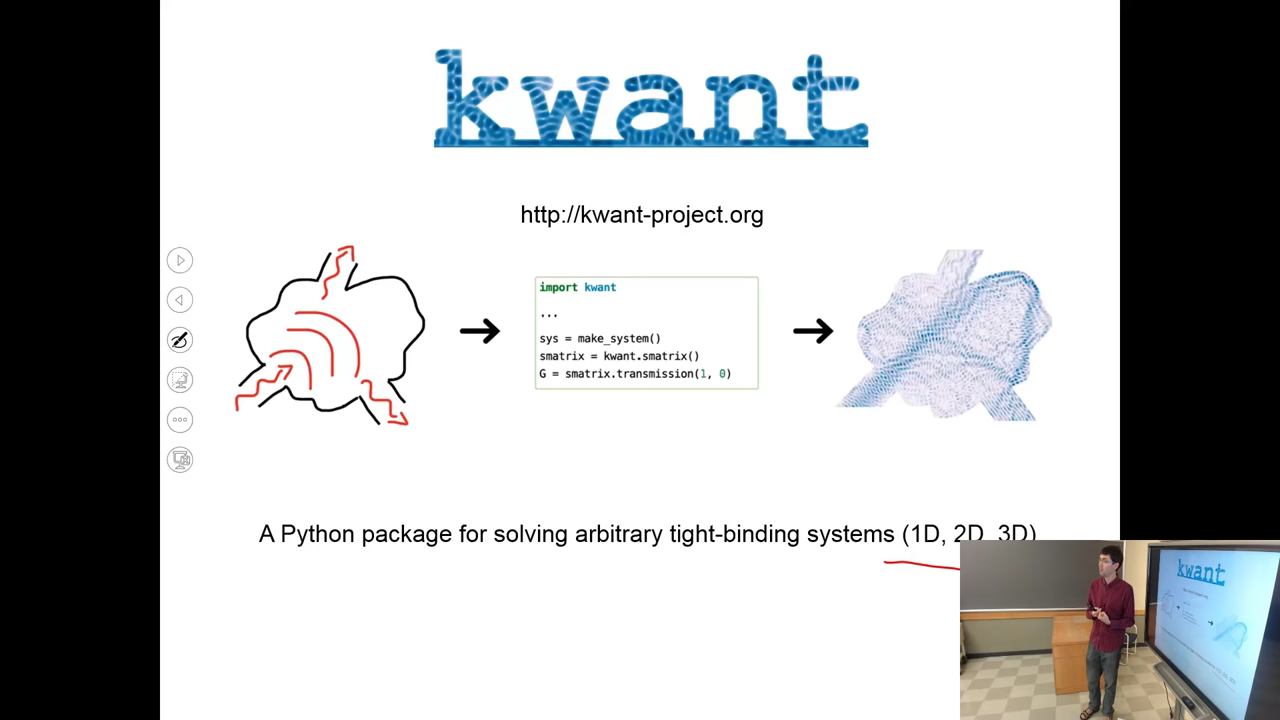 kwant
http://kwant-project.org
import kwant
...
sys = make_system()
smatrix = kwant.smatrix()
G = smatrix.transmission(1, 0)
A Python package for solving arbitrary tight-binding systems (1D, 2D, 3D)
kwant